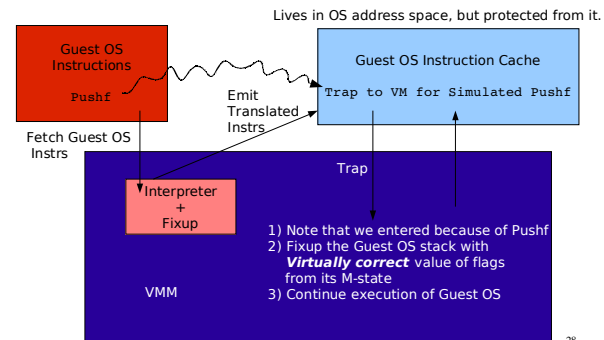 Lives in OS address space, but protected from it.
Guest OS
Instructions
Pushf
Guest OS Instruction Cache
Trap to VM for Simulated Pushf
Emit
Translated
Instrs
Fetch Guest OS
Instrs
Trap
Interpreter
+
Fixup
1) Note that we entered because of Pushf
2) Fixup the Guest OS stack with
Virtually correct value of flags
from its M-state
3) Continue execution of Guest OS
VMM